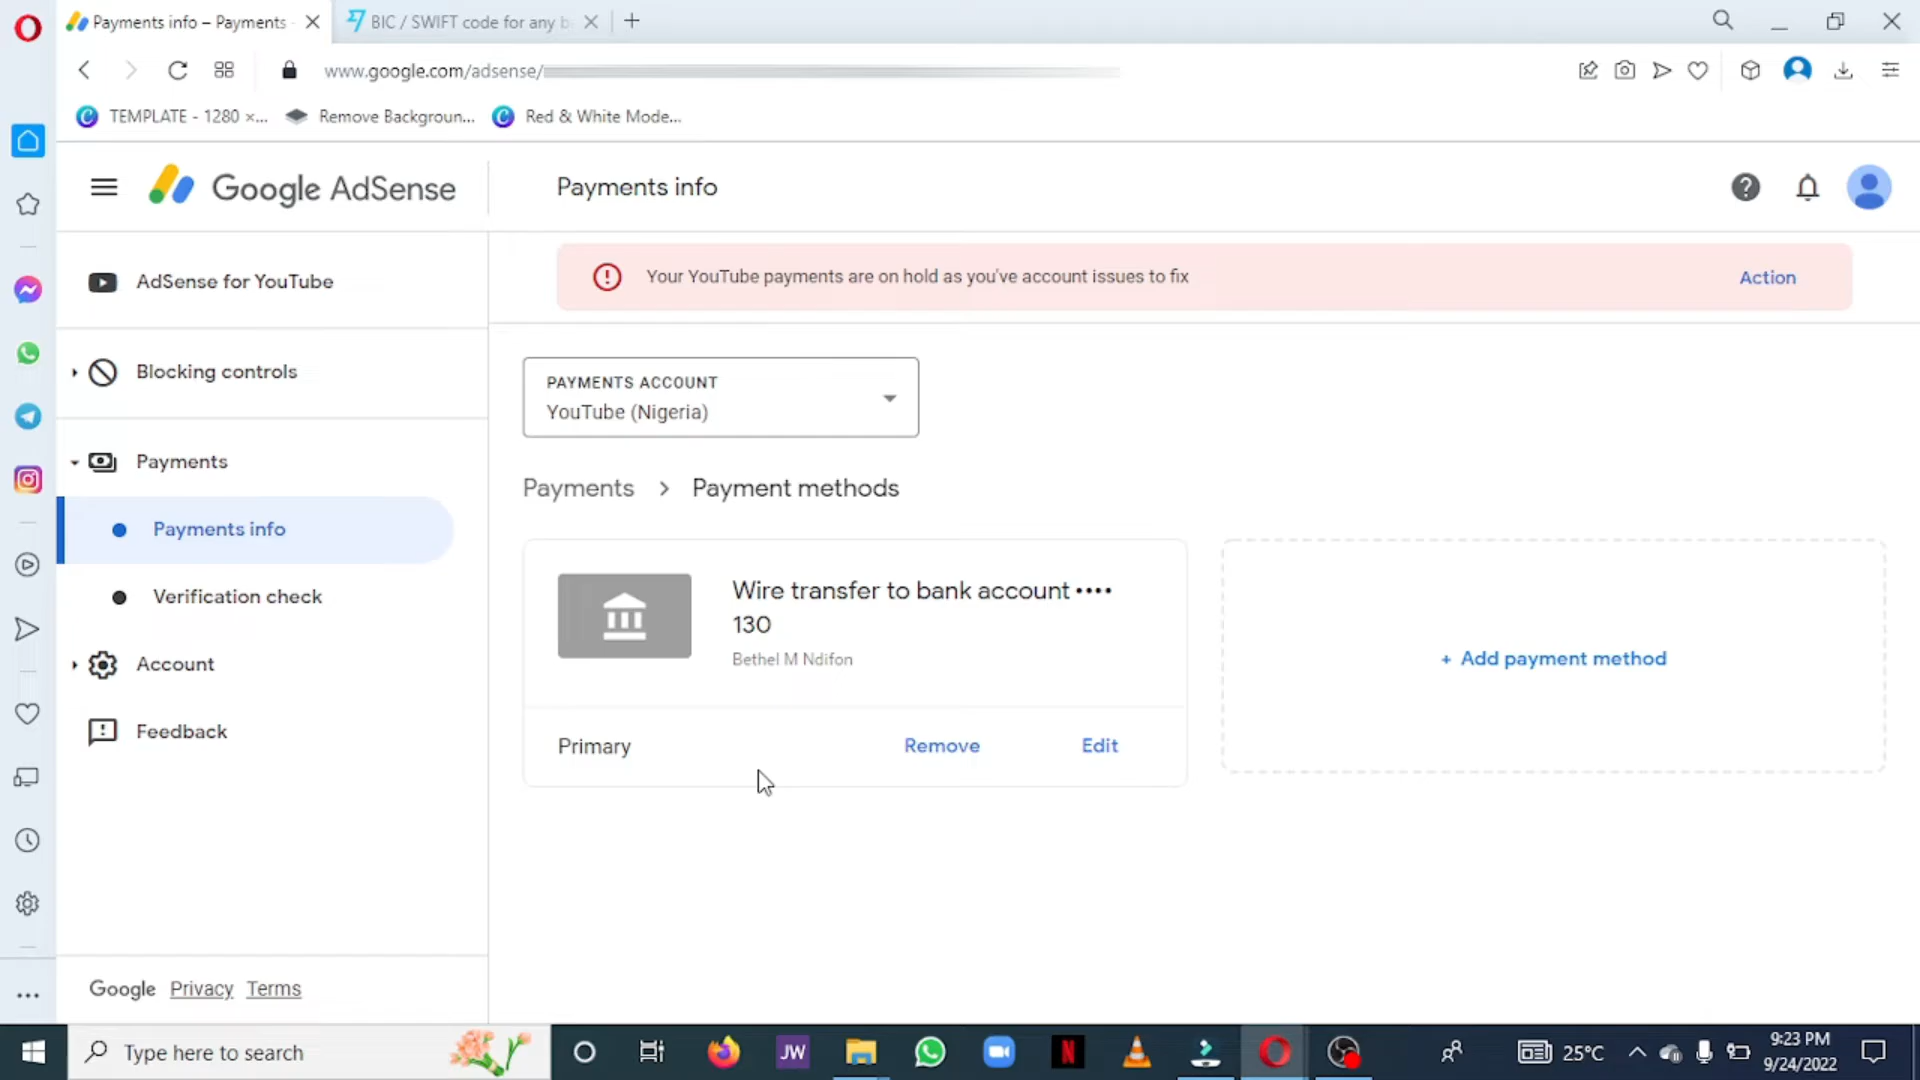 Payments info – Payments
BIC / SWIFT code for any b
www.google.com/adsense/
TEMPLATE - 1280 ×...
Remove Backgroun...
Red & White Mode...
Google AdSense
Payments info
AdSense for YouTube
Blocking controls
Payments
Payments info
Verification check
Account
Feedback
Google Privacy Terms
Your YouTube payments are on hold as you've account issues to fix
Action
PAYMENTS ACCOUNT
YouTube (Nigeria)
Payments > Payment methods
Wire transfer to bank account ••••
130
Bethel M Ndifon
Primary
Remove
Edit
+ Add payment method
Type here to search
JW
N
25°C
9:23 PM
9/24/2022